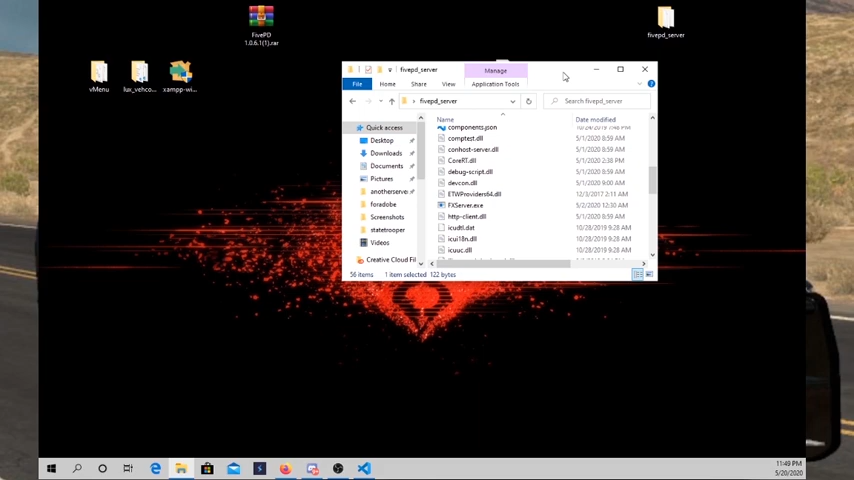 FivePD
1.0.6.1(1).rar
fivepd_server
vMenu
lux_vehco...
xampp-wi...
fivepd_server
Manage
File
Home
Share
View
Application Tools
fivepd_server
Search fivepd_server
Name
Date modified
Quick access
Desktop
Downloads
Documents
Pictures
anotherserve
foradobe
Screenshots
statetrooper
Videos
Creative Cloud Fil
components.json 10/24/2019 7:48 PM
comptest.dll 5/1/2020 8:59 AM
conhost-server.dll 5/1/2020 8:59 AM
CoreRT.dll 5/1/2020 2:38 PM
debug-script.dll 5/1/2020 8:59 AM
devcon.dll 5/1/2020 9:00 AM
ETWProviders64.dll 12/3/2017 2:11 AM
FXServer.exe 5/2/2020 12:30 AM
http-client.dll 5/1/2020 8:59 AM
icudtl.dat 10/28/2019 9:28 AM
icui18n.dll 10/28/2019 9:28 AM
icuuc.dll 10/28/2019 9:28 AM
56 items 1 item selected 122 bytes
11:49 PM
5/20/2020